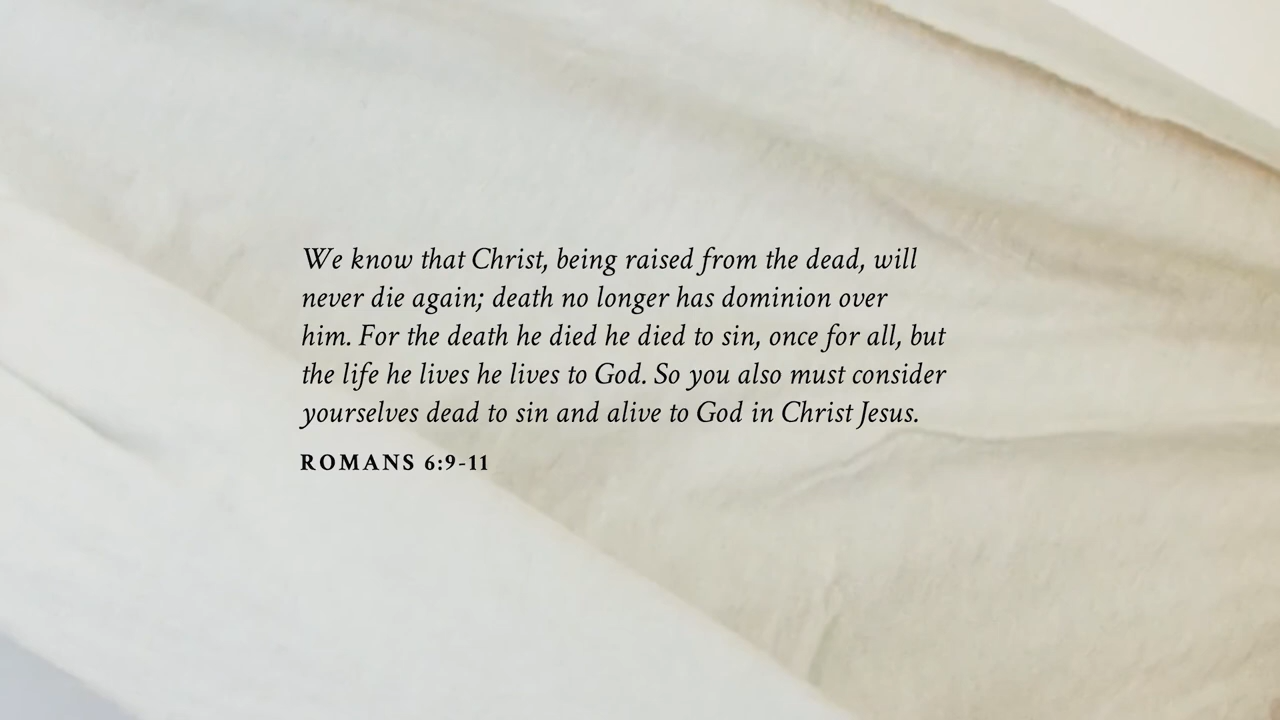 We know that Christ, being raised from the dead, will
never die again; death no longer has dominion over
him. For the death he died he died to sin, once for all, but
the life he lives he lives to God. So you also must consider
yourselves dead to sin and alive to God in Christ Jesus.
ROMANS 6:9-11